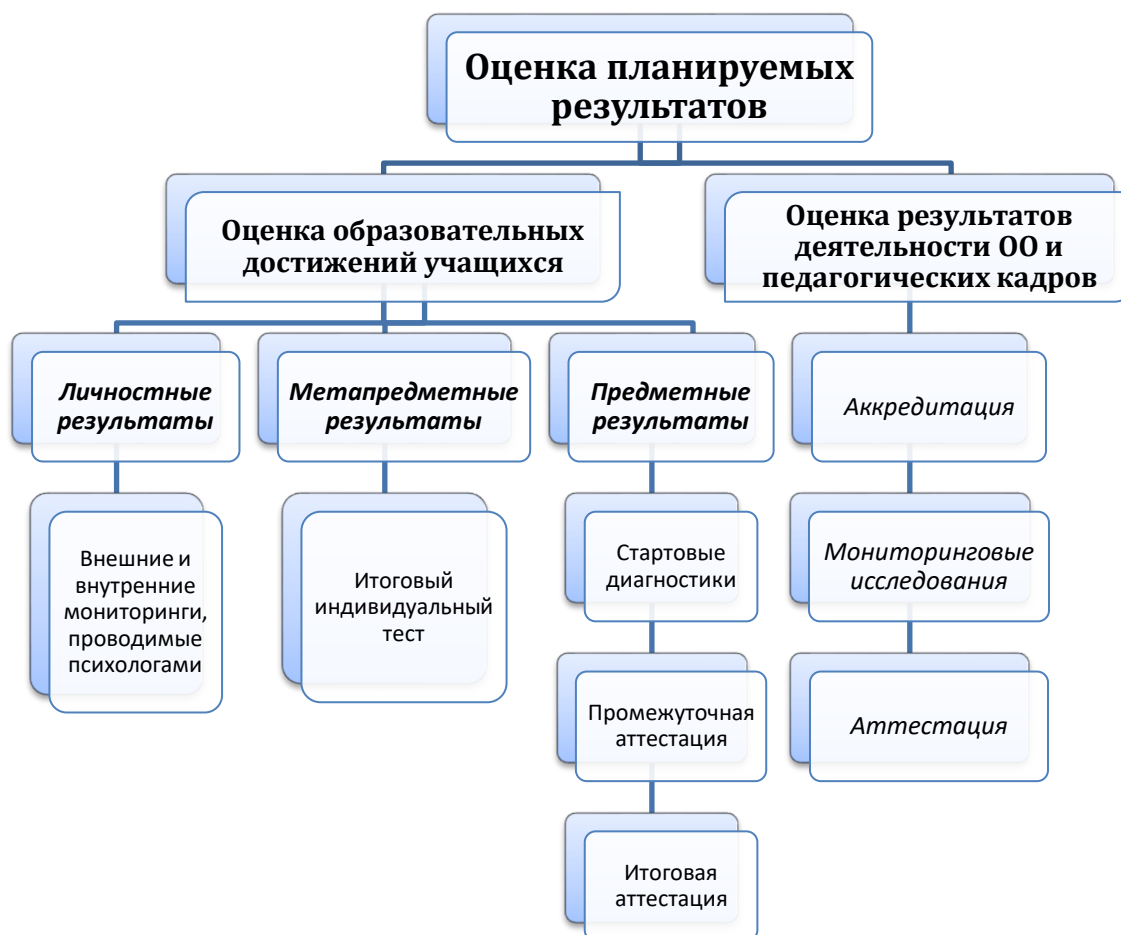 Оценка планируемых
результатов
Оценка образовательных
достижений учащихся
Оценка результатов
деятельности ОО и
педагогических кадров
Личностные
результаты
Метапредметные
результаты
Предметные
результаты
Аккредитация
Внешние и
внутренние
мониторинги,
проводимые
психологами
Итоговый
индивидуальный
тест
Стартовые
диагностики
Мониторинговые
исследования
Промежуточная
аттестация
Аттестация
Итоговая
аттестация